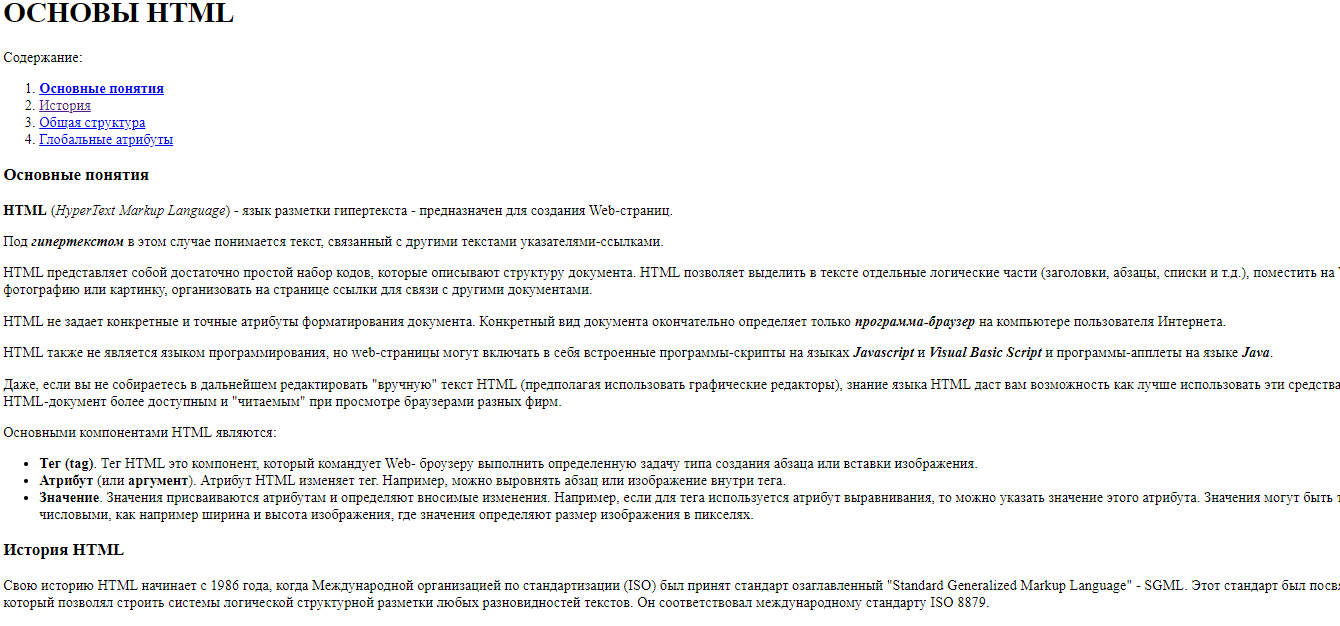 ОСНОВЫ HTML
Содержание:
1. Основные понятия
2. История
3. Общая структура
4. Глобальные атрибуты
Основные понятия
HTML (HyperText Markup Language) - язык разметки гипертекста - предназначен для создания Web-страниц.
Под гипертекстом в этом случае понимается текст, связанный с другими текстами указателями-ссылками.
HTML представляет собой достаточно простой набор кодов, которые описывают структуру документа. HTML позволяет выделить в тексте отдельные логические части (заголовки, абзацы, списки и т.д.), поместить на
фотографию или картинку, организовать на странице ссылки для связи с другими документами.
HTML не задает конкретные и точные атрибуты форматирования документа. Конкретный вид документа окончательно определяет только программа-браузер на компьютере пользователя Интернета.
HTML также не является языком программирования, но web-страницы могут включать в себя встроенные программы-скрипты на языках Javascript и Visual Basic Script и программы-апплеты на языке Java.
Даже, если вы не собираетесь в дальнейшем редактировать "вручную" текст HTML (предполагая использовать графические редакторы), знание языка HTML даст вам возможность как лучше использовать эти средства
HTML-документ более доступным и "читаемым" при просмотре браузерами разных фирм.
Основными компонентами HTML являются:
• Тег (tag). Тег HTML это компонент, который командует Web- броузеру выполнить определенную задачу типа создания абзаца или вставки изображения.
• Атрибут (или аргумент). Атрибут HTML изменяет тег. Например, можно выровнять абзац или изображение внутри тега.
• Значение. Значения присваиваются атрибутам и определяют вносимые изменения. Например, если для тега используется атрибут выравнивания, то можно указать значение этого атрибута. Значения могут быть
числовыми, как например ширина и высота изображения, где значения определяют размер изображения в пикселях.
История HTML
Свою историю HTML начинает с 1986 года, когда Международной организацией по стандартизации (ISO) был принят стандарт озаглавленный "Standard Generalized Markup Language" - SGML. Этот стандарт был
который позволял строить системы логической структурной разметки любых разновидностей текстов. Он соответствовал международному стандарту ISO 8879.